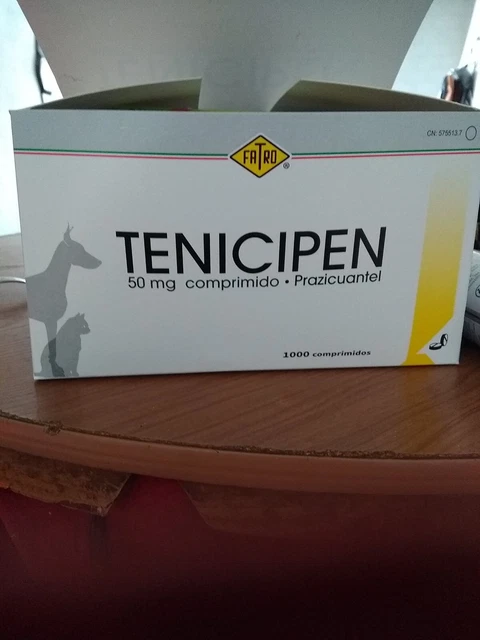 CN: 575513.7
FATRO®
TENICIPEN
50 mg comprimido • Prazicuantel
1000 comprimidos